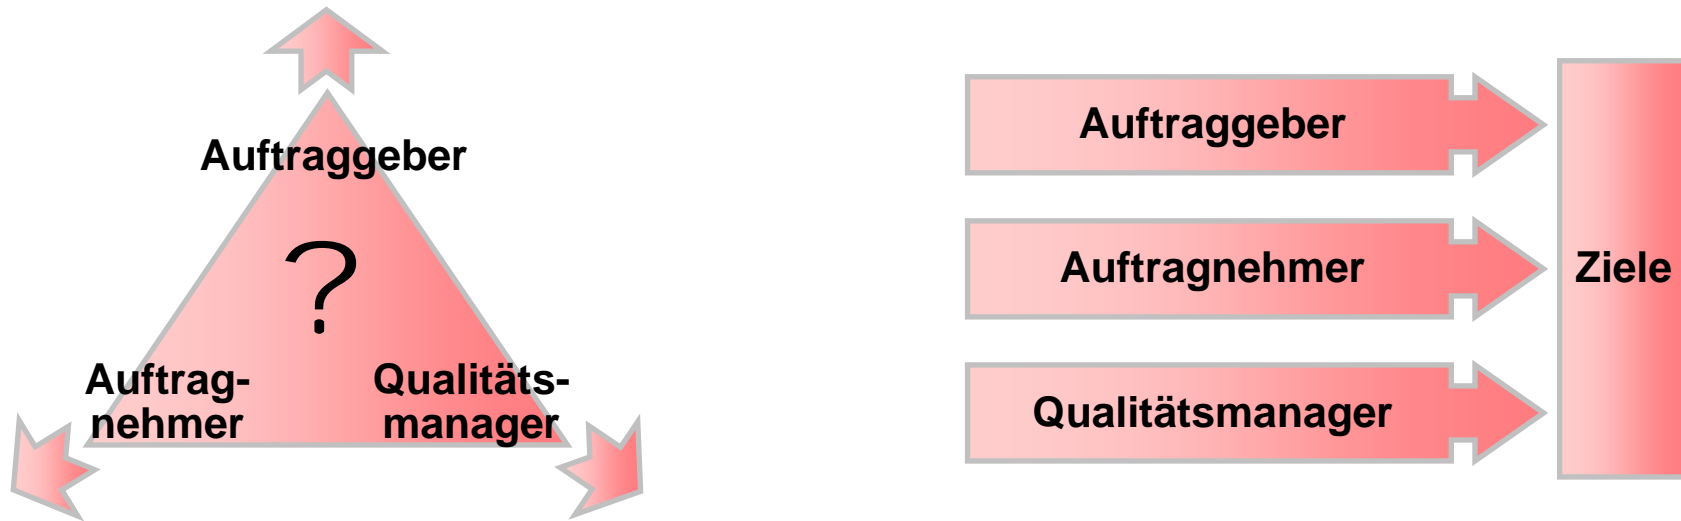 Auftraggeber
?
Auftrag-
nehmer
Qualitäts-
manager
Auftraggeber
Auftragnehmer
Qualitätsmanager
Ziele